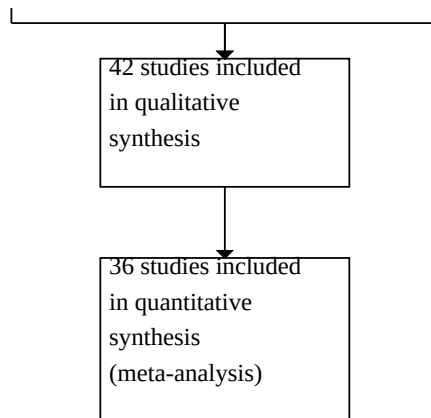 42 studies included
in qualitative
synthesis
36 studies included
in quantitative
synthesis
(meta-analysis)